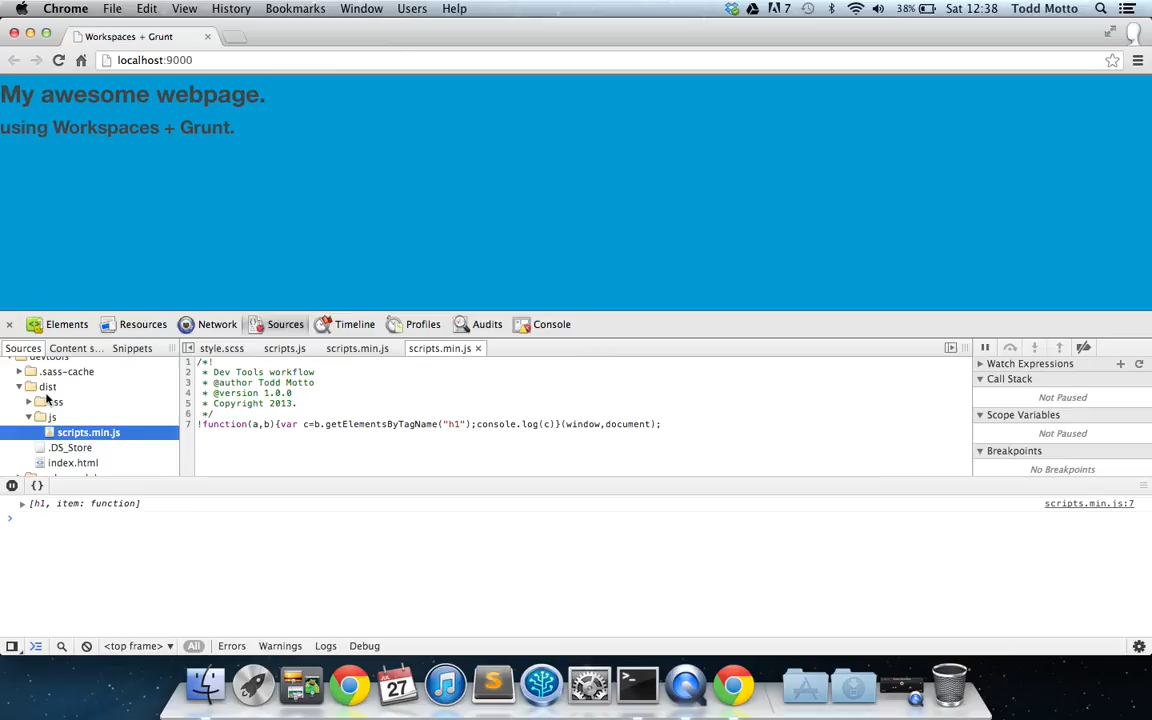 Chrome File Edit View History Bookmarks Window Users Help 7 38% Sat 12:38 Todd Motto
Workspaces + Grunt
localhost:9000
My awesome webpage.
using Workspaces + Grunt.
Elements Resources Network Sources Timeline Profiles Audits Console
Sources Content s... Snippets style.scss scripts.js scripts.min.js scripts.min.js
devtools
.sass-cache
dist
js
scripts.min.js
.DS_Store
index.html
1 /*!
2 * Dev Tools workflow
3 * @author Todd Motto
4 * @version 1.0.0
5 * Copyright 2013.
6 */
7 !function(a,b){var c=b.getElementsByTagName("h1");console.log(c)}(window,document);
Watch Expressions
Call Stack
Not Paused
Scope Variables
Not Paused
Breakpoints
No Breakpoints
{}
[h1, item: function] scripts.min.js:7
>
<top frame> All Errors Warnings Logs Debug
JUL 27